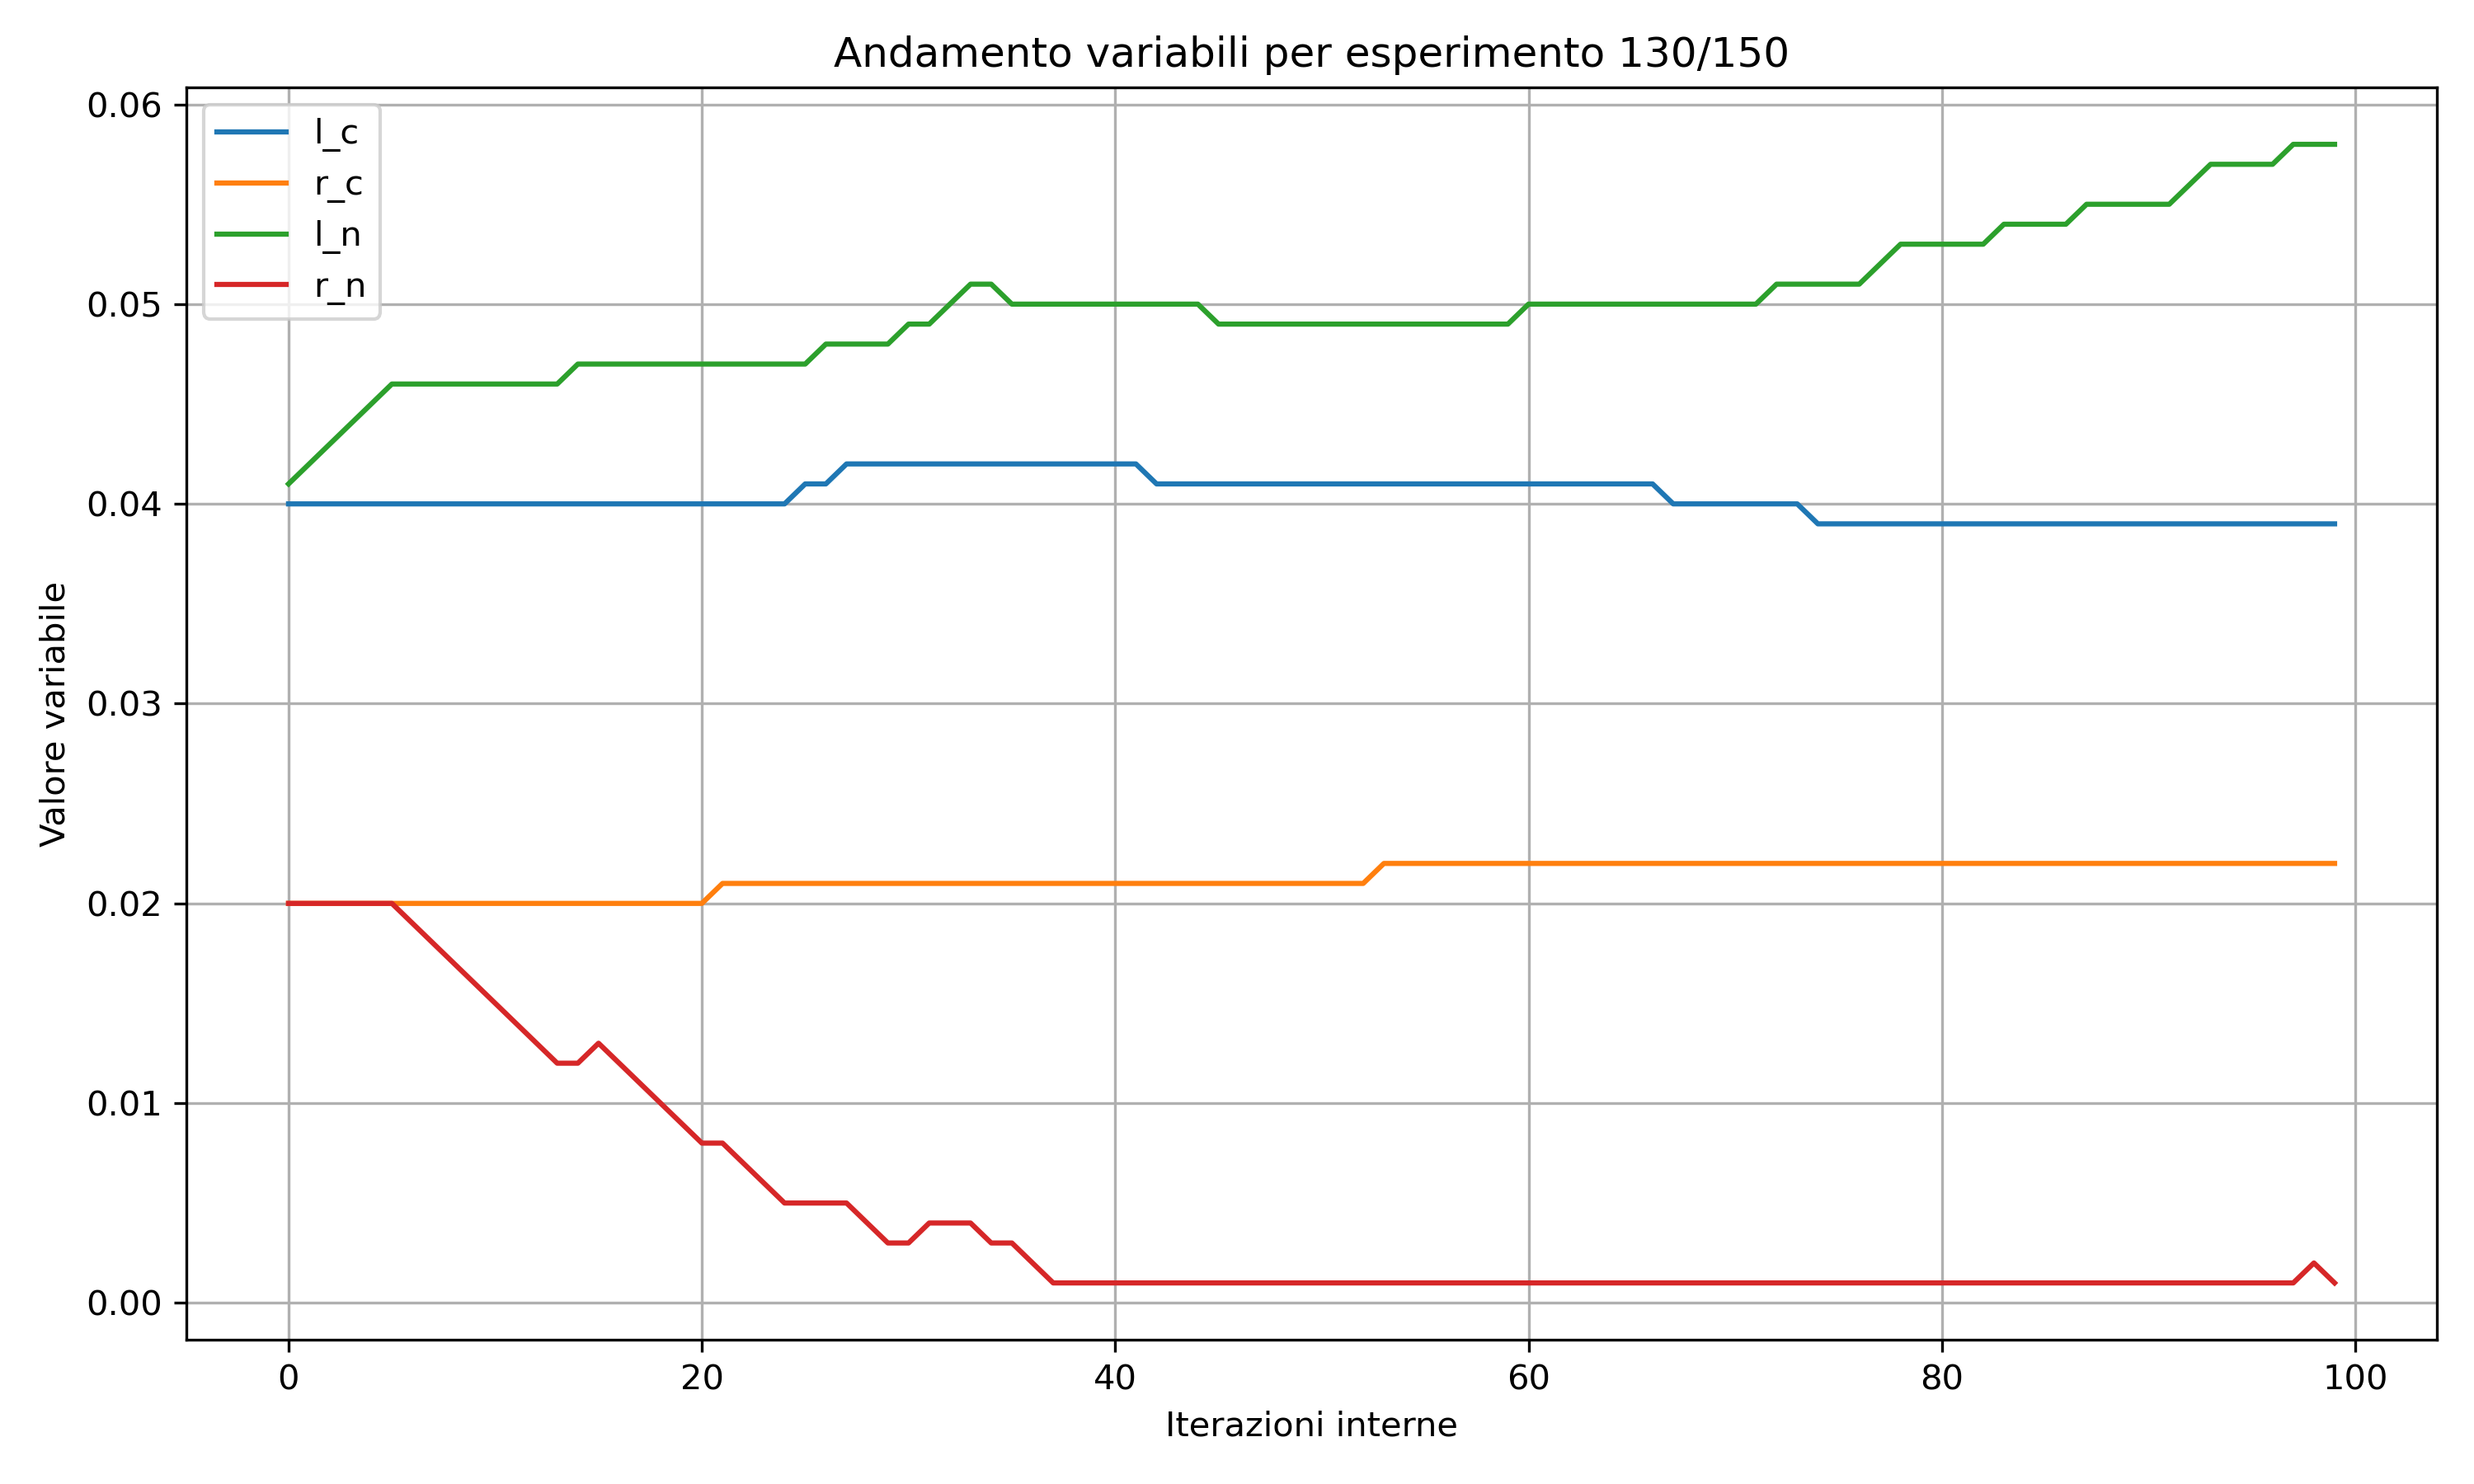 Andamento variabili per esperimento 130/150
l_c
r_c
l_n
r_n
Valore variabile
0.06
0.05
0.04
0.03
0.02
0.01
0.00
0 20 40 60 80 100
Iterazioni interne